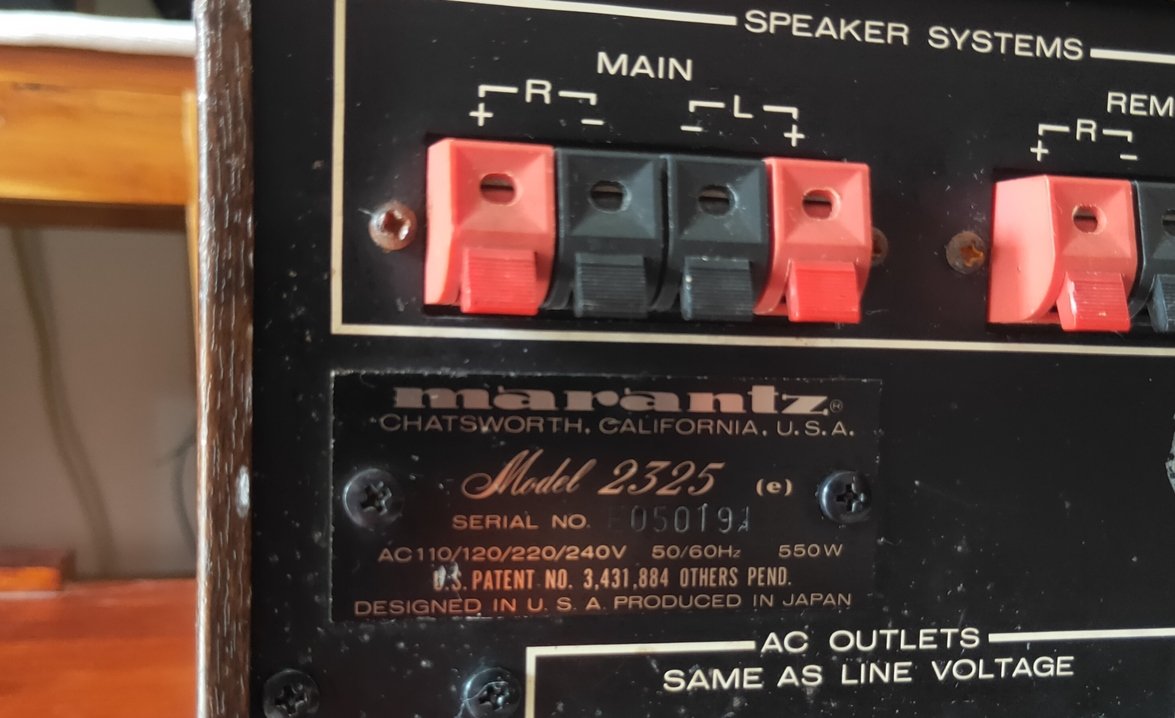 SPEAKER SYSTEMS
MAIN
R
+ -
L
- +
REM
R
+ -
marantz®
CHATSWORTH, CALIFORNIA, U.S.A.
Model 2325 (e)
SERIAL NO.
AC110/120/220/240V 50/60Hz 550W
U.S. PATENT NO. 3,431,884 OTHERS PEND.
DESIGNED IN U.S.A. PRODUCED IN JAPAN
AC OUTLETS
SAME AS LINE VOLTAGE